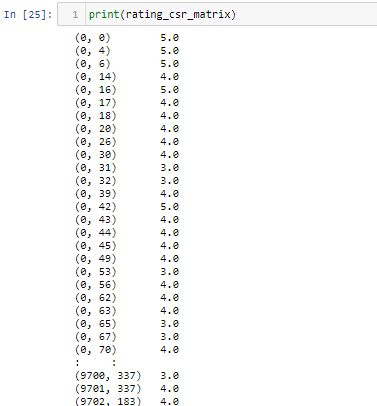 In [25]: 1 print(rating_csr_matrix)
(0, 0) 5.0
(0, 4) 5.0
(0, 6) 5.0
(0, 14) 4.0
(0, 16) 5.0
(0, 17) 4.0
(0, 18) 4.0
(0, 20) 4.0
(0, 26) 4.0
(0, 30) 4.0
(0, 31) 3.0
(0, 32) 3.0
(0, 39) 4.0
(0, 42) 5.0
(0, 43) 4.0
(0, 44) 4.0
(0, 45) 4.0
(0, 49) 4.0
(0, 53) 3.0
(0, 56) 4.0
(0, 62) 4.0
(0, 63) 4.0
(0, 65) 3.0
(0, 67) 3.0
(0, 70) 4.0
: :
(9700, 337) 3.0
(9701, 337) 4.0
(9702, 183) 4.0